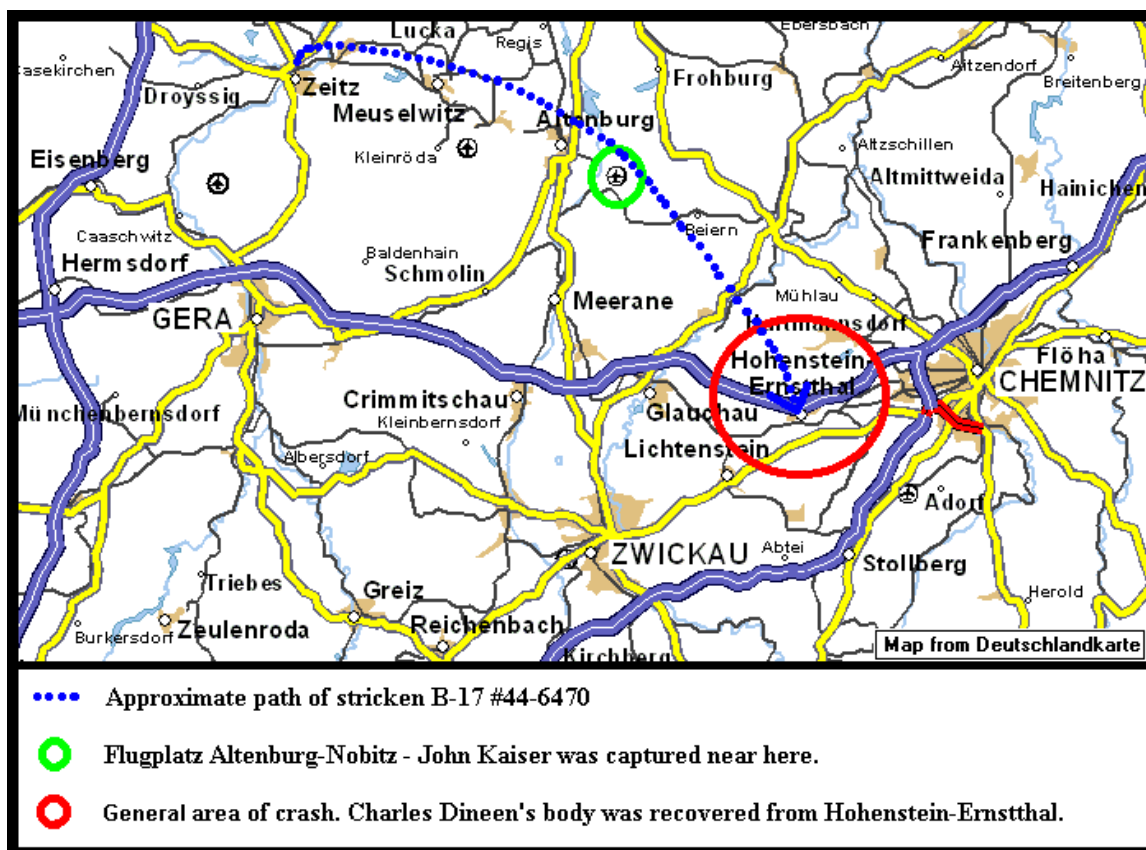 Ebersbach
Lucka
Regis
Casekirchen
Zeitz
Frohburg
Aitzendorf
Breitenberg
Droyssig
Meuselwitz
Altenburg
Kleinröda
Altzschillen
Eisenberg
Altmittweida
Hainichen
Caaschwitz
Beiern
Baldenhain
Frankenberg
Hermsdorf
Schmolin
Mühlau
GERA
Meerane
Hartmannsdorf
Hohenstein-
Ernstthal
Flöha
CHEMNITZ
Münchenbernsdorf
Crimmitschau
Glauchau
Kleinbernsdorf
Lichtenstein
Albersdorf
Adorf
ZWICKAU
Abtei
Stollberg
Triebes
Greiz
Herold
Burkersdorf
Zeulenroda
Reichenbach
Kirchberg
Map from Deutschlandkarte
Approximate path of stricken B-17 #44-6470
Flugplatz Altenburg-Nobitz - John Kaiser was captured near here.
General area of crash. Charles Dineen's body was recovered from Hohenstein-Ernstthal.